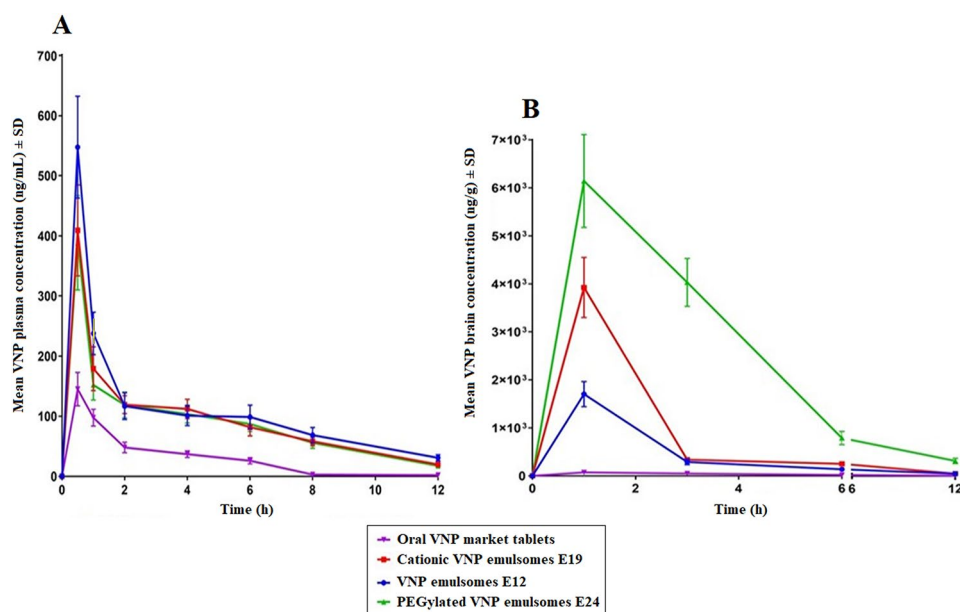 A
Mean VNP plasma concentration (ng/mL) ± SD
700
600
500
400
300
200
100
0
0 2 4 6 8 10 12
Time (h)
B
Mean VNP brain concentration (ng/g) ± SD
7×10³
6×10³
5×10³
4×10³
3×10³
2×10³
1×10³
0
0 2 4 6 6 12
Time (h)
Oral VNP market tablets
Cationic VNP emulsomes E19
VNP emulsomes E12
PEGylated VNP emulsomes E24